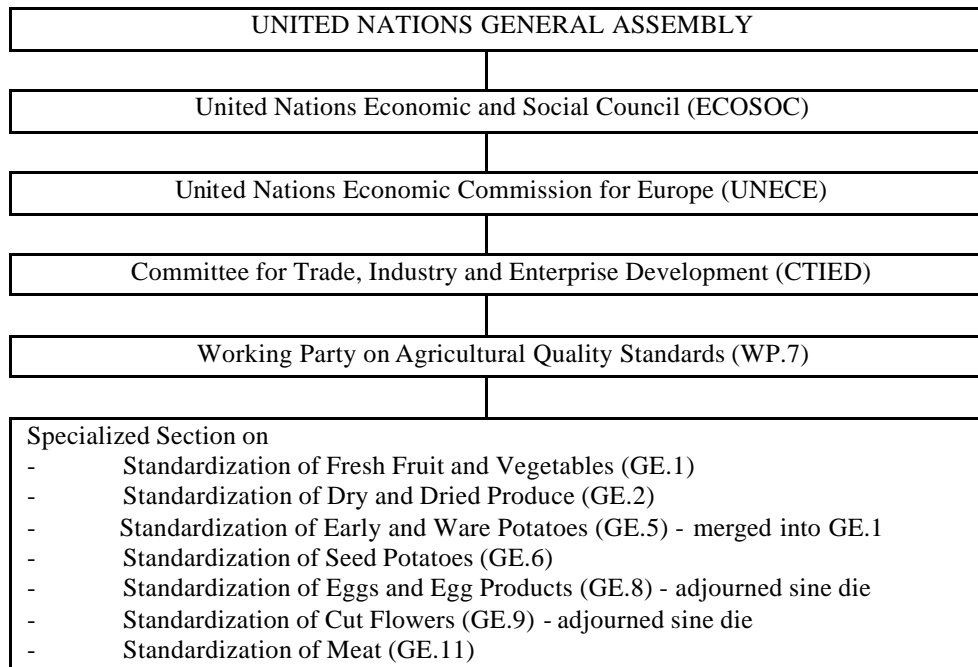 UNITED NATIONS GENERAL ASSEMBLY
United Nations Economic and Social Council (ECOSOC)
United Nations Economic Commission for Europe (UNECE)
Committee for Trade, Industry and Enterprise Development (CTIED)
Working Party on Agricultural Quality Standards (WP.7)
Specialized Section on
- Standardization of Fresh Fruit and Vegetables (GE.1)
- Standardization of Dry and Dried Produce (GE.2)
- Standardization of Early and Ware Potatoes (GE.5) - merged into GE.1
- Standardization of Seed Potatoes (GE.6)
- Standardization of Eggs and Egg Products (GE.8) - adjourned sine die
- Standardization of Cut Flowers (GE.9) - adjourned sine die
- Standardization of Meat (GE.11)